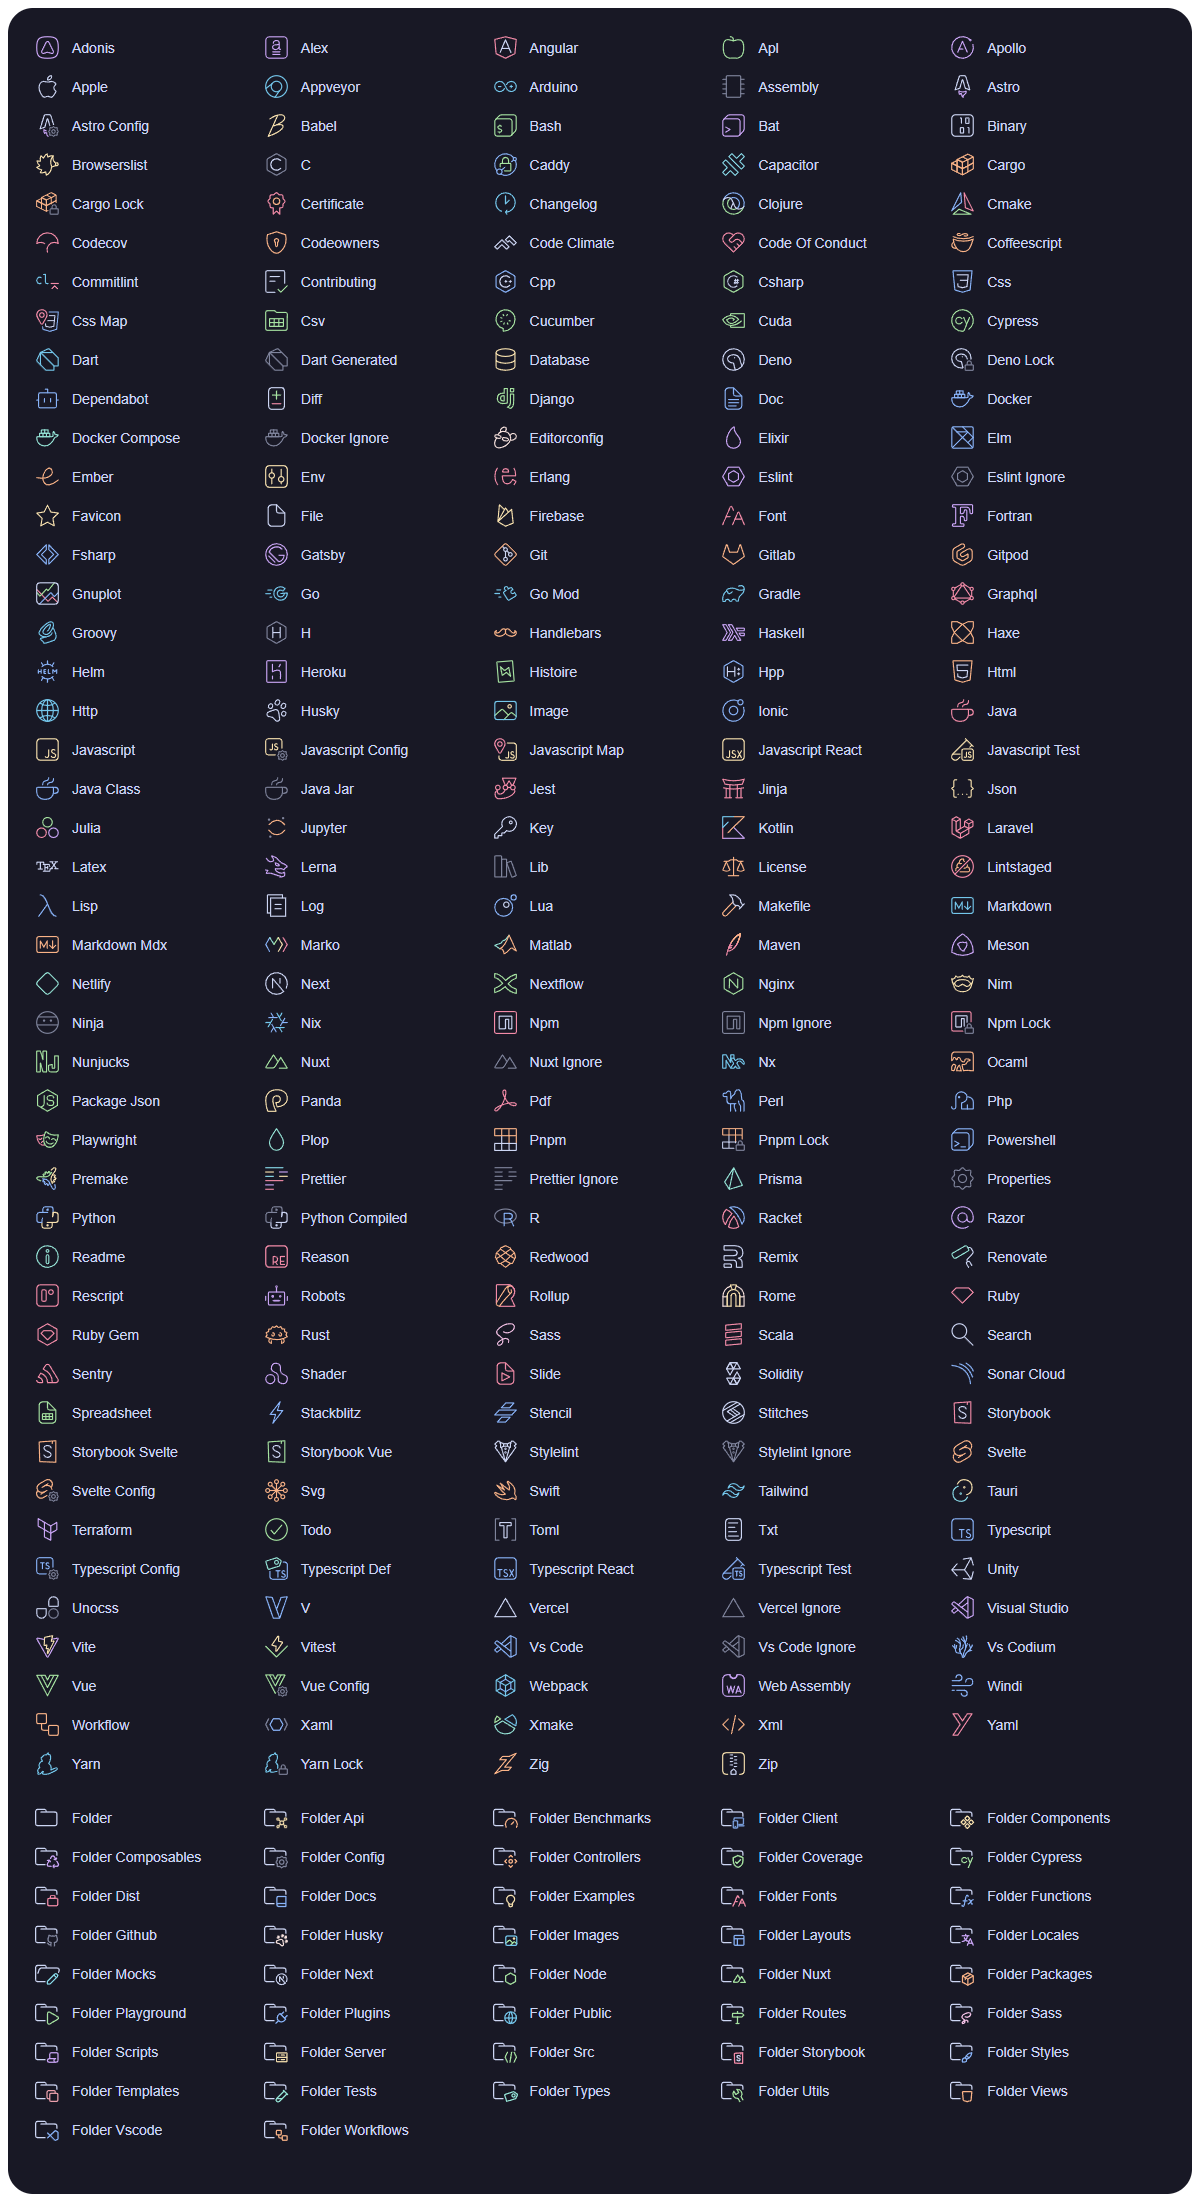 Adonis Alex Angular Apl Apollo
Apple Appveyor Arduino Assembly Astro
Astro Config Babel Bash Bat Binary
Browserslist C Caddy Capacitor Cargo
Cargo Lock Certificate Changelog Clojure Cmake
Codecov Codeowners Code Climate Code Of Conduct Coffeescript
Commitlint Contributing Cpp Csharp Css
Css Map Csv Cucumber Cuda Cypress
Dart Dart Generated Database Deno Deno Lock
Dependabot Diff Django Doc Docker
Docker Compose Docker Ignore Editorconfig Elixir Elm
Ember Env Erlang Eslint Eslint Ignore
Favicon File Firebase Font Fortran
Fsharp Gatsby Git Gitlab Gitpod
Gnuplot Go Go Mod Gradle Graphql
Groovy H Handlebars Haskell Haxe
Helm Heroku Histoire Hpp Html
Http Husky Image Ionic Java
Javascript Javascript Config Javascript Map Javascript React Javascript Test
Java Class Java Jar Jest Jinja Json
Julia Jupyter Key Kotlin Laravel
Latex Lerna Lib License Lintstaged
Lisp Log Lua Makefile Markdown
Markdown Mdx Marko Matlab Maven Meson
Netlify Next Nextflow Nginx Nim
Ninja Nix Npm Npm Ignore Npm Lock
Nunjucks Nuxt Nuxt Ignore Nx Ocaml
Package Json Panda Pdf Perl Php
Playwright Plop Pnpm Pnpm Lock Powershell
Premake Prettier Prettier Ignore Prisma Properties
Python Python Compiled R Racket Razor
Readme Reason Redwood Remix Renovate
Rescript Robots Rollup Rome Ruby
Ruby Gem Rust Sass Scala Search
Sentry Shader Slide Solidity Sonar Cloud
Spreadsheet Stackblitz Stencil Stitches Storybook
Storybook Svelte Storybook Vue Stylelint Stylelint Ignore Svelte
Svelte Config Svg Swift Tailwind Tauri
Terraform Todo Toml Txt Typescript
Typescript Config Typescript Def Typescript React Typescript Test Unity
Unocss V Vercel Vercel Ignore Visual Studio
Vite Vitest Vs Code Vs Code Ignore Vs Codium
Vue Vue Config Webpack Web Assembly Windi
Workflow Xaml Xmake Xml Yaml
Yarn Yarn Lock Zig Zip
Folder Folder Api Folder Benchmarks Folder Client Folder Components
Folder Composables Folder Config Folder Controllers Folder Coverage Folder Cypress
Folder Dist Folder Docs Folder Examples Folder Fonts Folder Functions
Folder Github Folder Husky Folder Images Folder Layouts Folder Locales
Folder Mocks Folder Next Folder Node Folder Nuxt Folder Packages
Folder Playground Folder Plugins Folder Public Folder Routes Folder Sass
Folder Scripts Folder Server Folder Src Folder Storybook Folder Styles
Folder Templates Folder Tests Folder Types Folder Utils Folder Views
Folder Vscode Folder Workflows